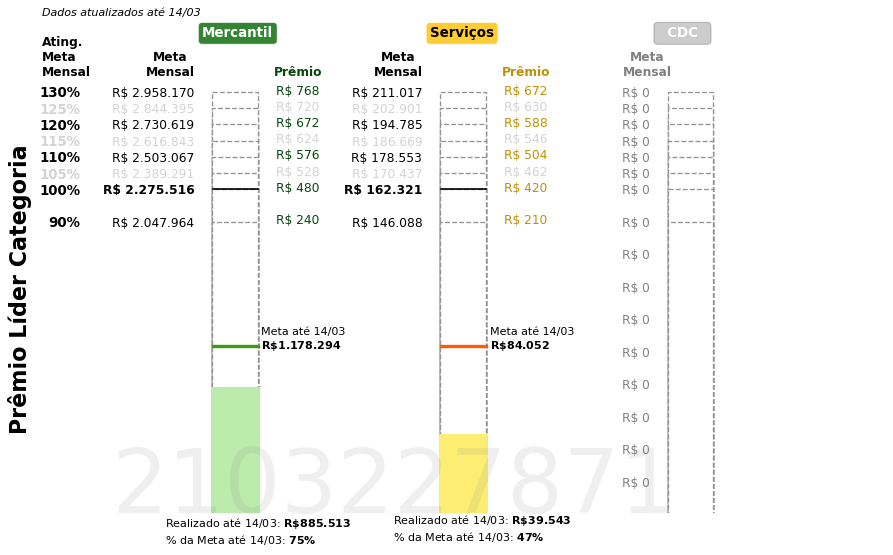 Dados atualizados até 14/03
Mercantil Serviços CDC
Ating. Meta Mensal Meta Mensal Prêmio Meta Mensal Prêmio Meta Mensal
130% R$ 2.958.170 R$ 768 R$ 211.017 R$ 672 R$ 0
125% R$ 2.844.395 R$ 720 R$ 202.901 R$ 630 R$ 0
120% R$ 2.730.619 R$ 672 R$ 194.785 R$ 588 R$ 0
115% R$ 2.616.843 R$ 624 R$ 186.669 R$ 546 R$ 0
110% R$ 2.503.067 R$ 576 R$ 178.553 R$ 504 R$ 0
105% R$ 2.389.291 R$ 528 R$ 170.437 R$ 462 R$ 0
100% R$ 2.275.516 R$ 480 R$ 162.321 R$ 420 R$ 0
90% R$ 2.047.964 R$ 240 R$ 146.088 R$ 210 R$ 0
R$ 0
R$ 0
R$ 0
R$ 0
R$ 0
R$ 0
R$ 0
R$ 0
Meta até 14/03
R$1.178.294
Meta até 14/03
R$84.052
Prêmio Líder Categoria
2103227871
Realizado até 14/03: R$885.513
% da Meta até 14/03: 75%
Realizado até 14/03: R$39.543
% da Meta até 14/03: 47%